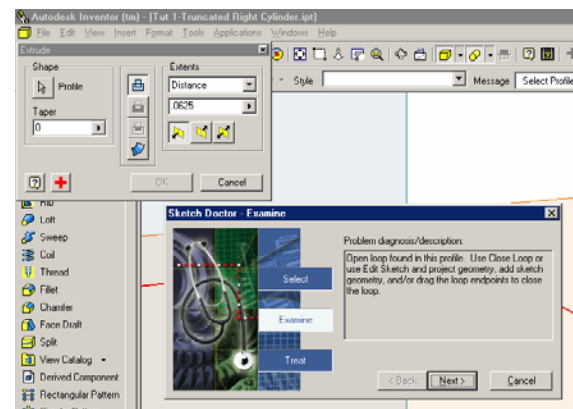 Autodesk Inventor (tm) - [Tut 1-Truncated Right Cylinder.ipt]
File Edit View Insert Format Tools Applications Windows Help
Extrude
Shape
Profile
Taper
0
Extents
Distance
.0625
OK
Cancel
Style
Message
Select Profile
Rib
Loft
Sweep
Coil
Thread
Fillet
Chamfer
Face Draft
Split
View Catalog
Derived Component
Rectangular Pattern
Sketch Doctor - Examine
Select
Examine
Treat
Problem diagnosis/description:
Open loop found in this profile. Use Close Loop or
use Edit Sketch and project geometry, add sketch
geometry, and/or drag the loop endpoints to close
the loop.
< Back
Next >
Cancel